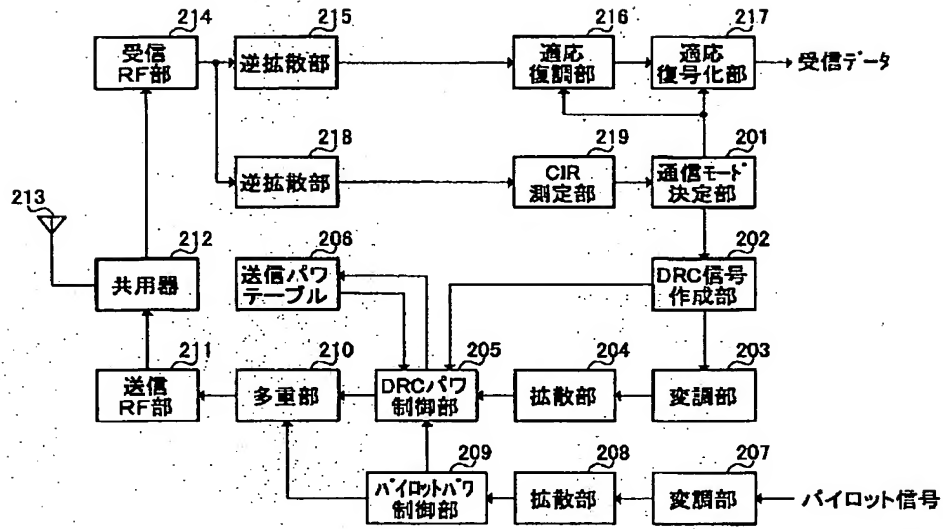 214
受信
RF部
215
逆拡散部
216
適応
復調部
217
適応
復号化部
受信データ
218
逆拡散部
219
CIR
測定部
201
通信モード
決定部
213
212
共用器
206
送信パワ
テーブル
202
DRC信号
作成部
211
送信
RF部
210
多重部
205
DRCパワ
制御部
204
拡散部
203
変調部
209
パイロットパワ
制御部
208
拡散部
207
変調部
パイロット信号